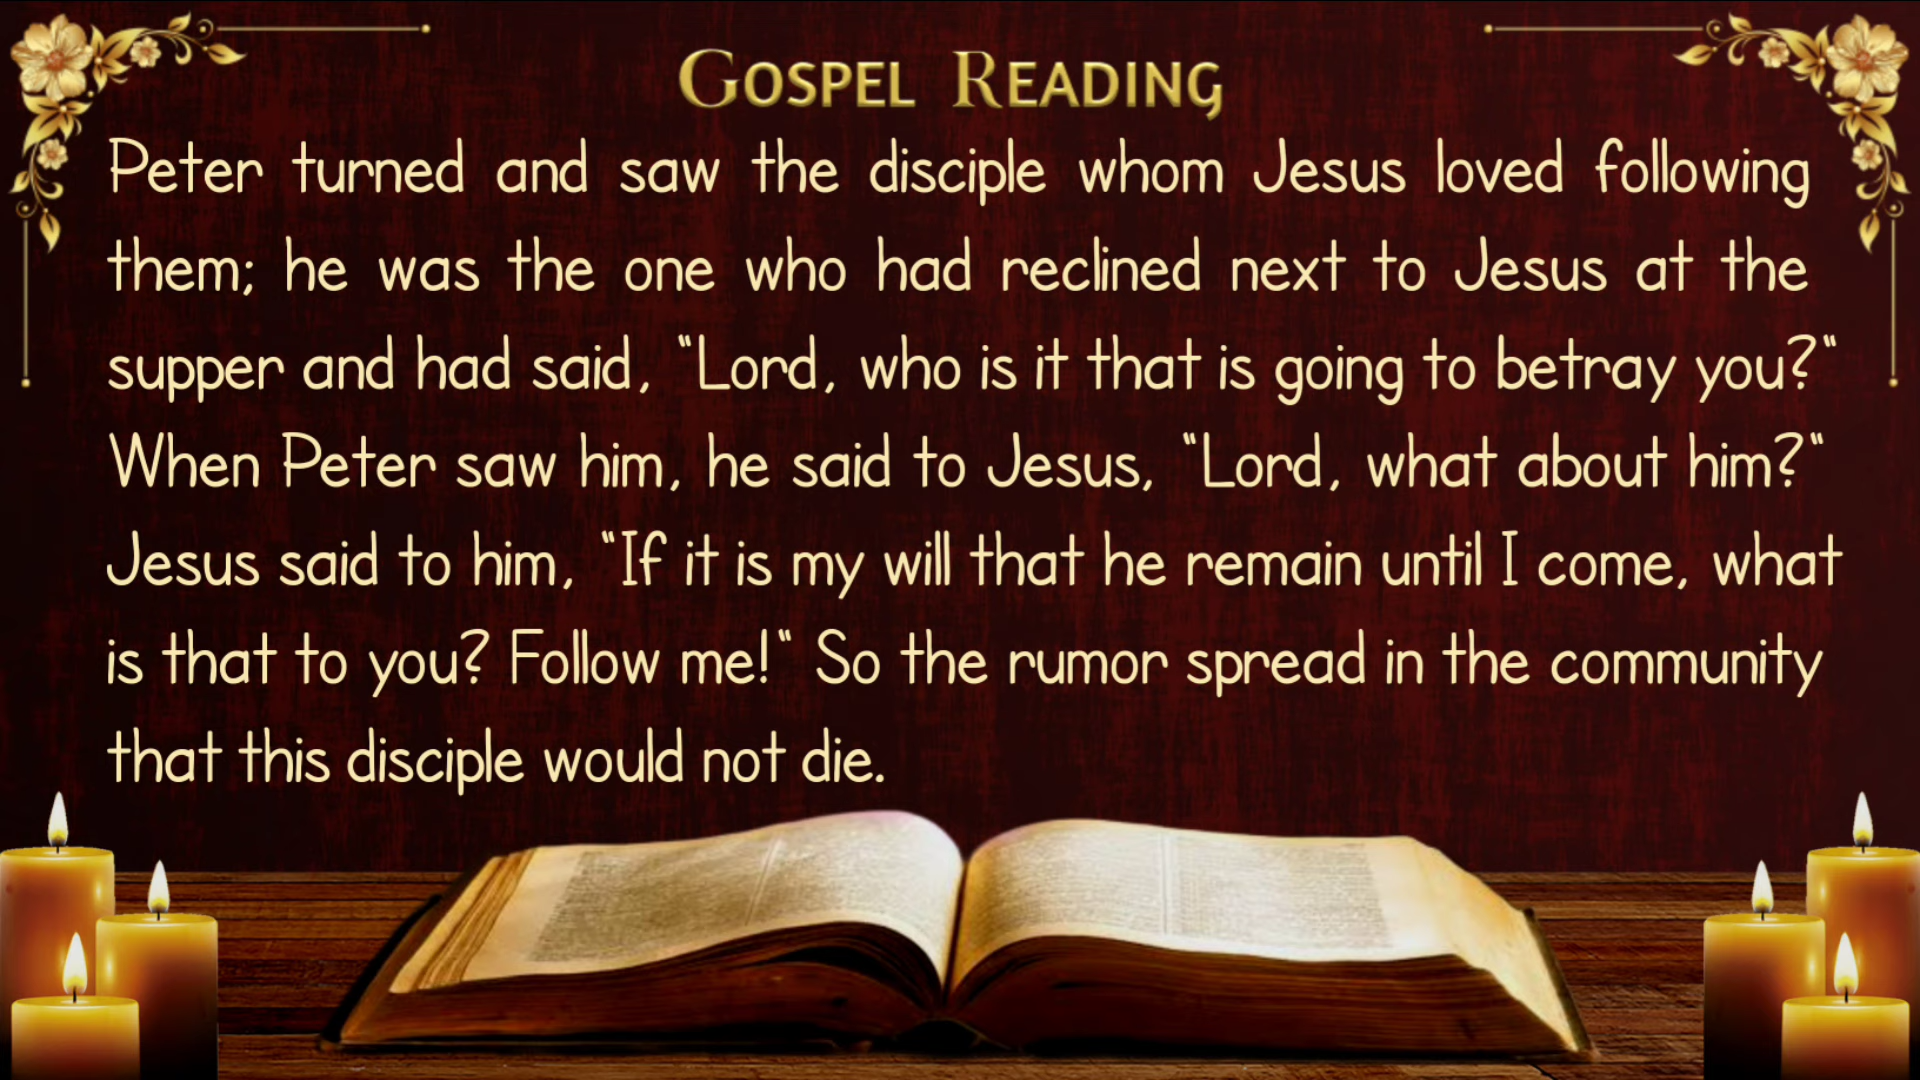 GOSPEL READING
Peter turned and saw the disciple whom Jesus loved following
them; he was the one who had reclined next to Jesus at the
supper and had said, "Lord, who is it that is going to betray you?"
When Peter saw him, he said to Jesus, "Lord, what about him?"
Jesus said to him, "If it is my will that he remain until I come, what
is that to you? Follow me!" So the rumor spread in the community
that this disciple would not die.